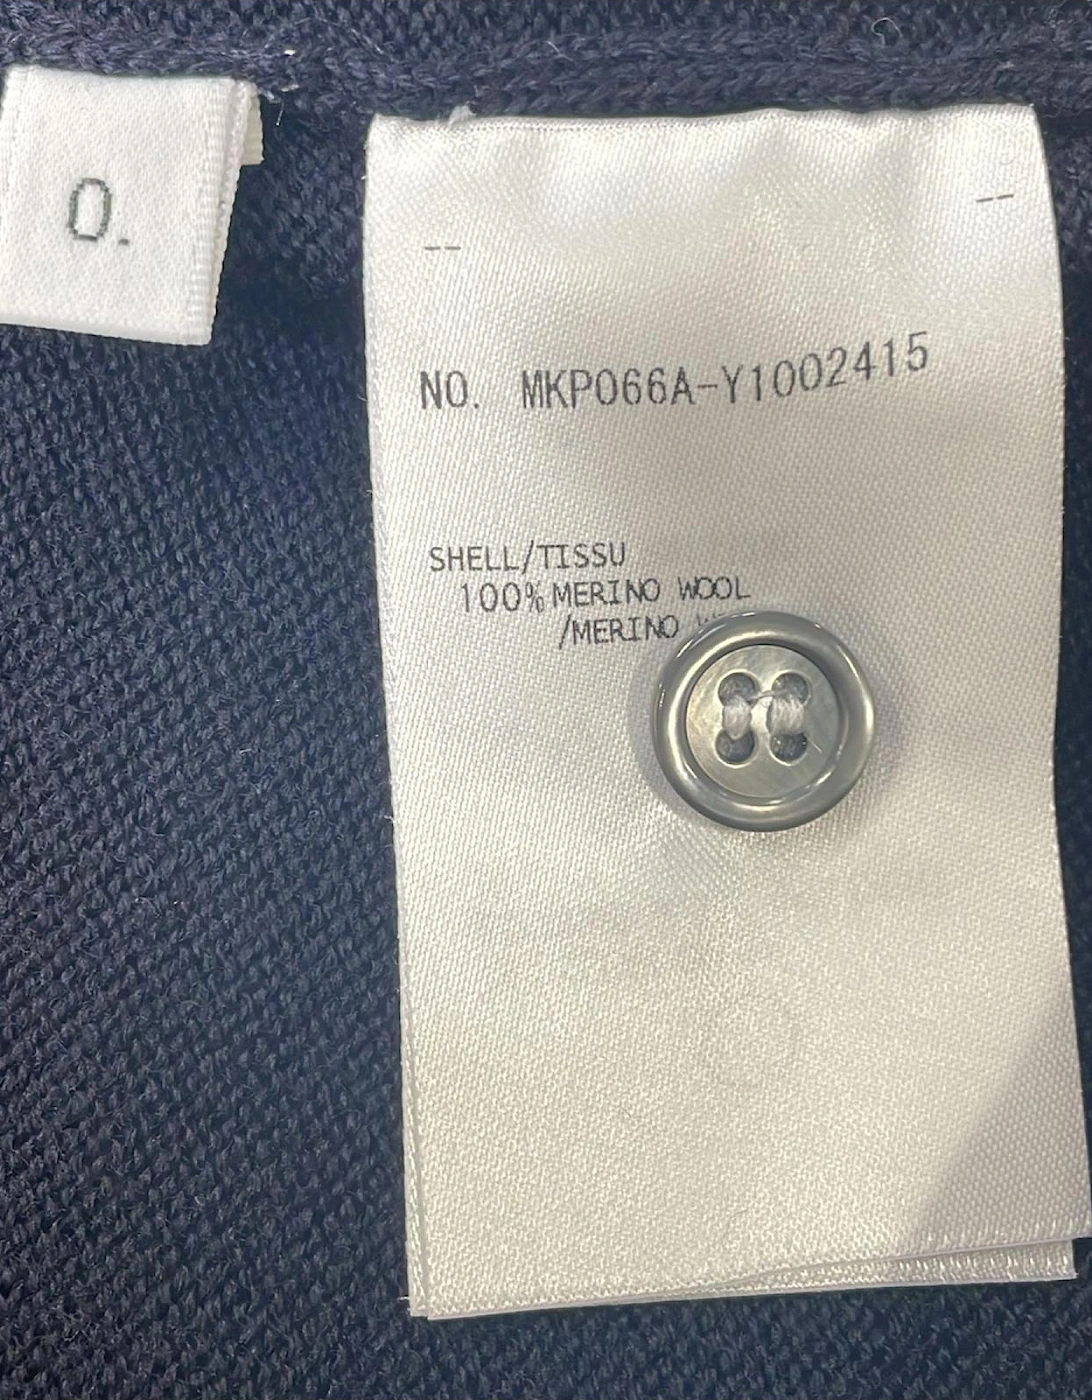 0.
--
--
NO. MKP066A-Y1002415
SHELL/TISSU
100% MERINO WOOL
/MERINO